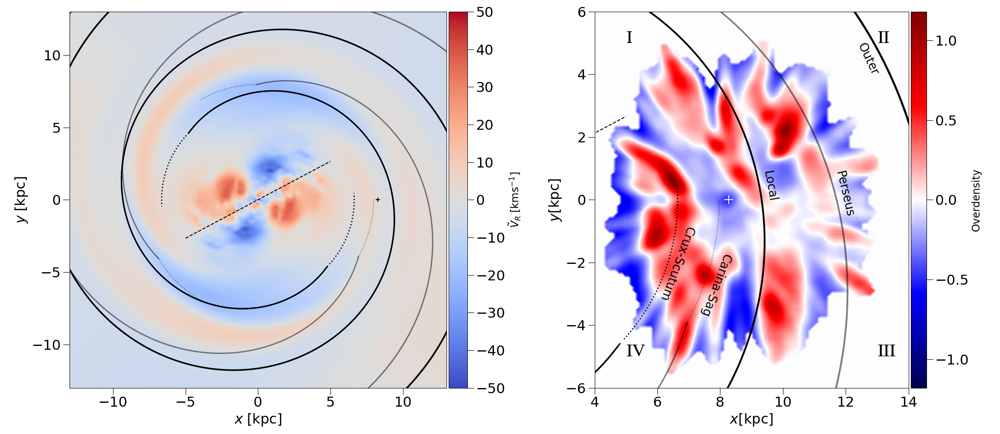 10
5
0
−5
−10
y [kpc]
−10
−5
0
5
10
x [kpc]
50
40
30
20
10
0
−10
−20
−30
−40
−50
Ṽ_R [kms⁻¹]
6
4
2
0
−2
−4
−6
y[kpc]
I
II
Outer
Local
Perseus
Crux-Scutum
Carina-Sag
IV
III
4
6
8
10
12
14
x[kpc]
1.0
0.5
0.0
−0.5
−1.0
Overdensity